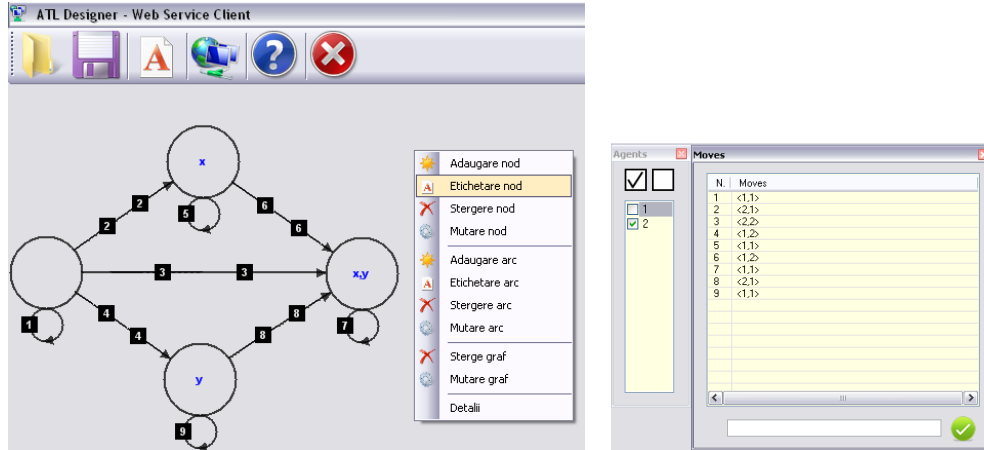 ATL Designer - Web Service Client
A
?
x
2
2
5
6
6
3
3
x,y
1
4
4
8
8
7
y
9
Adaugare nod
A Etichetare nod
Stergere nod
Mutare nod
Adaugare arc
A Etichetare arc
Stergere arc
Mutare arc
Sterge graf
Mutare graf
Detalii
Agents
1
2
Moves
N. Moves
1 <1,1>
2 <2,1>
3 <2,2>
4 <1,2>
5 <1,1>
6 <1,2>
7 <1,1>
8 <2,1>
9 <1,1>